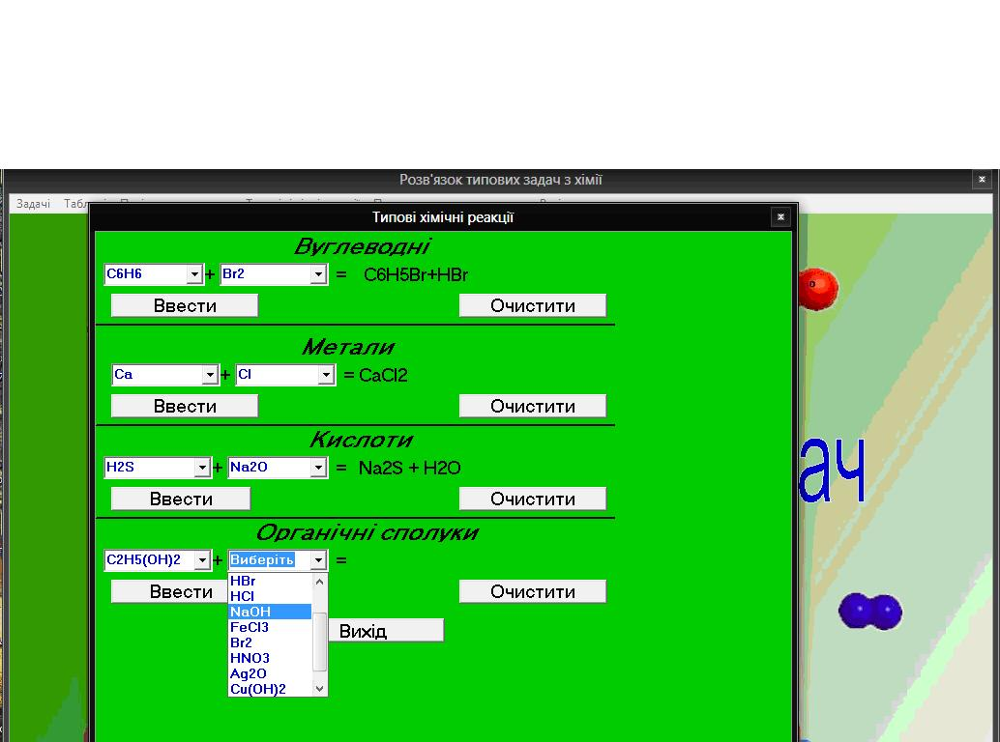 Розв'язок типових задач з хімії
Задачі
Типові хімічні реакції
Вуглеводні
C6H6 + Br2 = C6H5Br+HBr
Ввести Очистити
Метали
Ca + Cl = CaCl2
Ввести Очистити
Кислоти
H2S + Na2O = Na2S + H2O
Ввести Очистити
Органічні сполуки
C2H5(OH)2 + Виберіть =
Ввести Очистити
HBr
HCl
NaOH
FeCl3
Br2
HNO3
Ag2O
Cu(OH)2
Вихід
ач